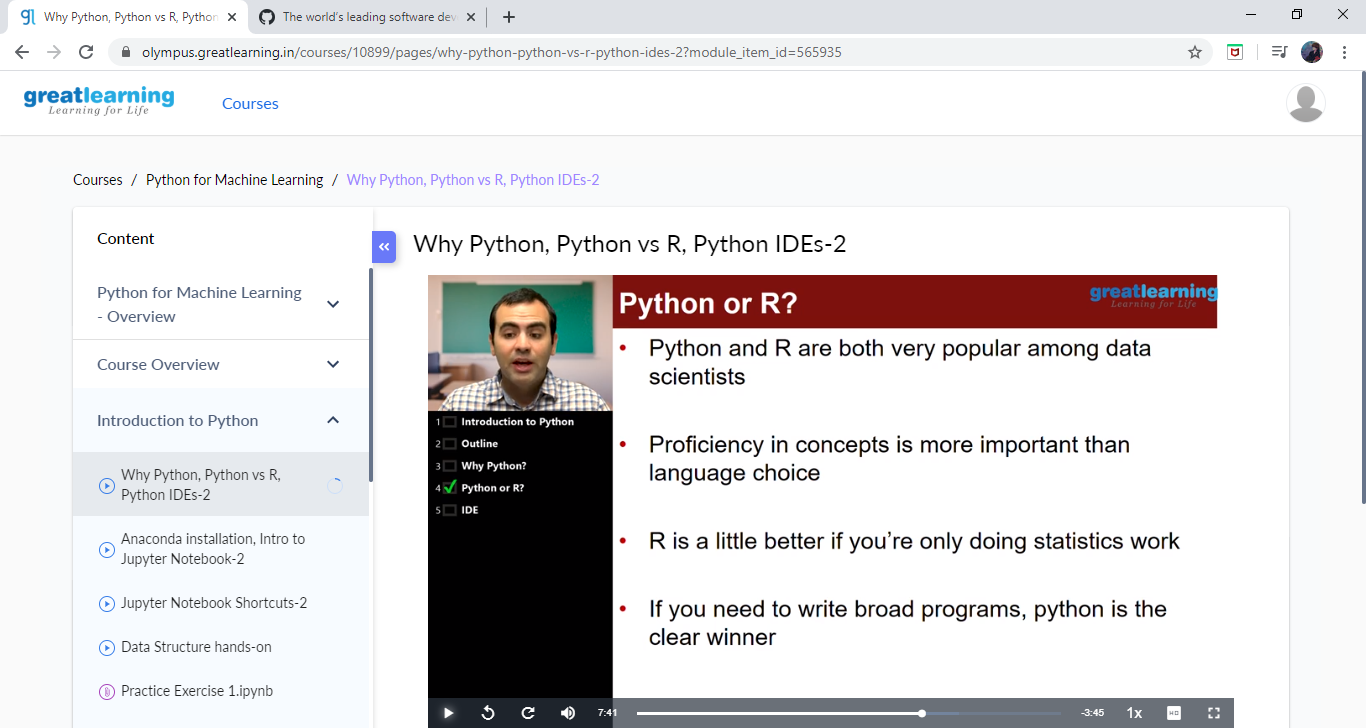 Why Python, Python vs R, Python
The world's leading software dev
olympus.greatlearning.in/courses/10899/pages/why-python-python-vs-r-python-ides-2?module_item_id=565935
greatlearning
Learning for Life
Courses
Courses / Python for Machine Learning / Why Python, Python vs R, Python IDEs-2
Content
Python for Machine Learning
- Overview
Course Overview
Introduction to Python
Why Python, Python vs R,
Python IDEs-2
Anaconda installation, Intro to
Jupyter Notebook-2
Jupyter Notebook Shortcuts-2
Data Structure hands-on
Practice Exercise 1.ipynb
Why Python, Python vs R, Python IDEs-2
Python or R?
greatlearning
Learning for Life
1 Introduction to Python
2 Outline
3 Why Python?
4 Python or R?
5 IDE
• Python and R are both very popular among data
scientists
• Proficiency in concepts is more important than
language choice
• R is a little better if you're only doing statistics work
• If you need to write broad programs, python is the
clear winner
7:41
-3:45
1x
HD